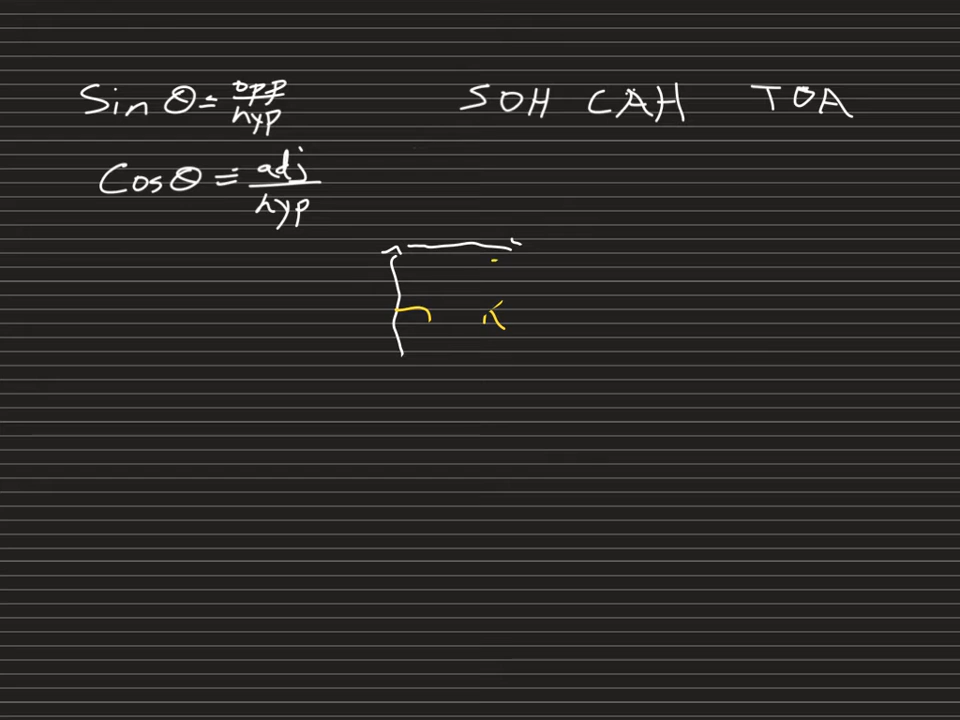 Sin Θ = opp/hyp SOH CAH TOA
Cos Θ = adj/hyp